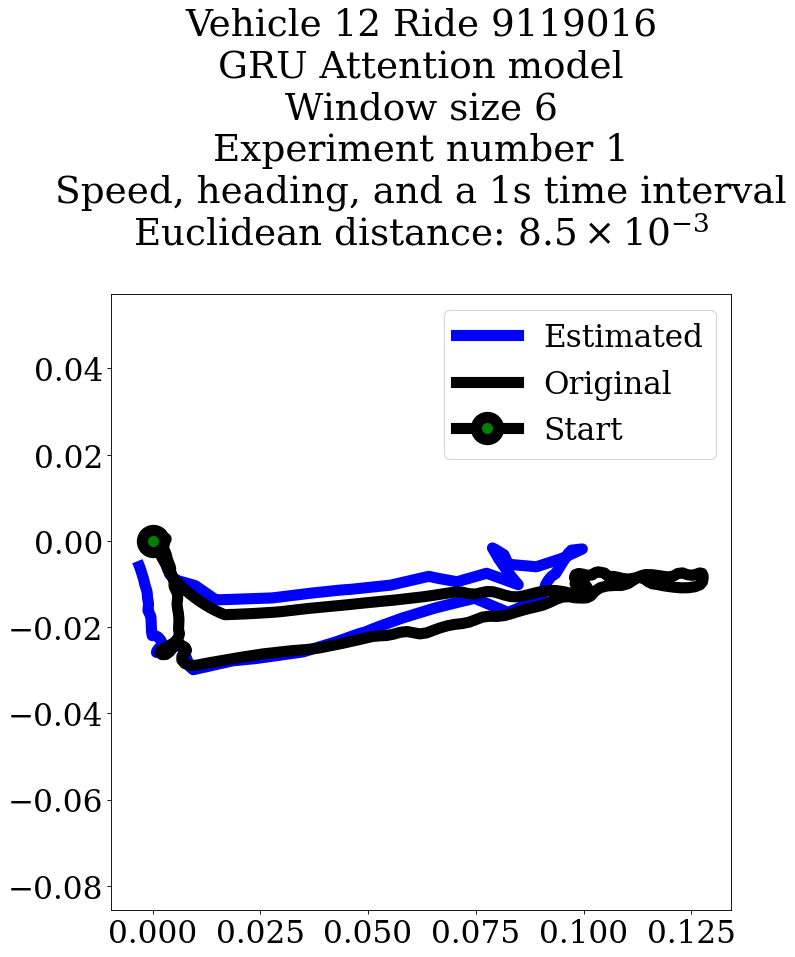 Vehicle 12 Ride 9119016
GRU Attention model
Window size 6
Experiment number 1
Speed, heading, and a 1s time interval
Euclidean distance: 8.5 × 10⁻³
Estimated
Original
Start
0.04
0.02
0.00
−0.02
−0.04
−0.06
−0.08
0.000 0.025 0.050 0.075 0.100 0.125